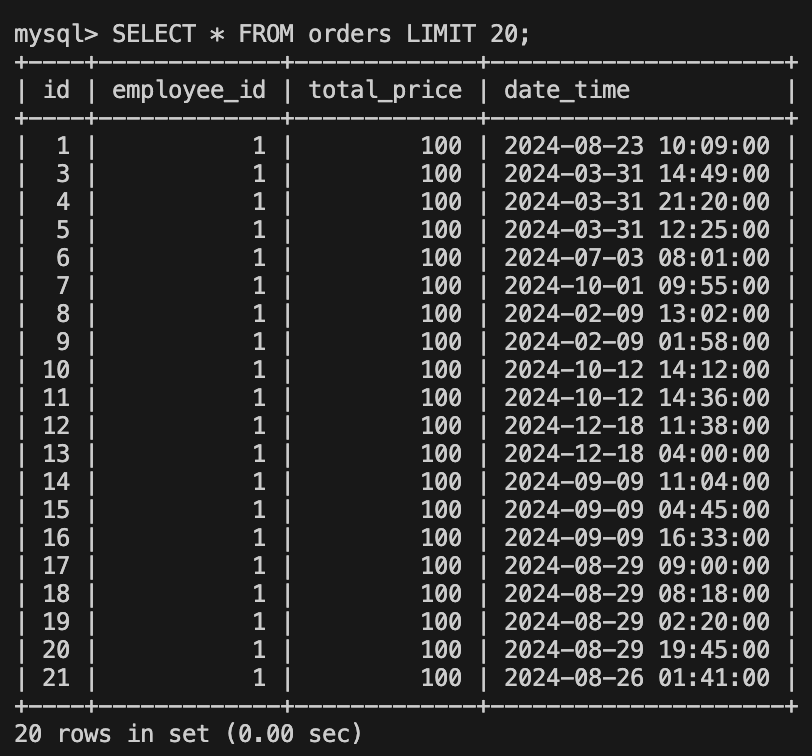 mysql> SELECT * FROM orders LIMIT 20;
+----+-------------+-------------+---------------------+
| id | employee_id | total_price | date_time           |
+----+-------------+-------------+---------------------+
|  1 |           1 |         100 | 2024-08-23 10:09:00 |
|  3 |           1 |         100 | 2024-03-31 14:49:00 |
|  4 |           1 |         100 | 2024-03-31 21:20:00 |
|  5 |           1 |         100 | 2024-03-31 12:25:00 |
|  6 |           1 |         100 | 2024-07-03 08:01:00 |
|  7 |           1 |         100 | 2024-10-01 09:55:00 |
|  8 |           1 |         100 | 2024-02-09 13:02:00 |
|  9 |           1 |         100 | 2024-02-09 01:58:00 |
| 10 |           1 |         100 | 2024-10-12 14:12:00 |
| 11 |           1 |         100 | 2024-10-12 14:36:00 |
| 12 |           1 |         100 | 2024-12-18 11:38:00 |
| 13 |           1 |         100 | 2024-12-18 04:00:00 |
| 14 |           1 |         100 | 2024-09-09 11:04:00 |
| 15 |           1 |         100 | 2024-09-09 04:45:00 |
| 16 |           1 |         100 | 2024-09-09 16:33:00 |
| 17 |           1 |         100 | 2024-08-29 09:00:00 |
| 18 |           1 |         100 | 2024-08-29 08:18:00 |
| 19 |           1 |         100 | 2024-08-29 02:20:00 |
| 20 |           1 |         100 | 2024-08-29 19:45:00 |
| 21 |           1 |         100 | 2024-08-26 01:41:00 |
+----+-------------+-------------+---------------------+
20 rows in set (0.00 sec)